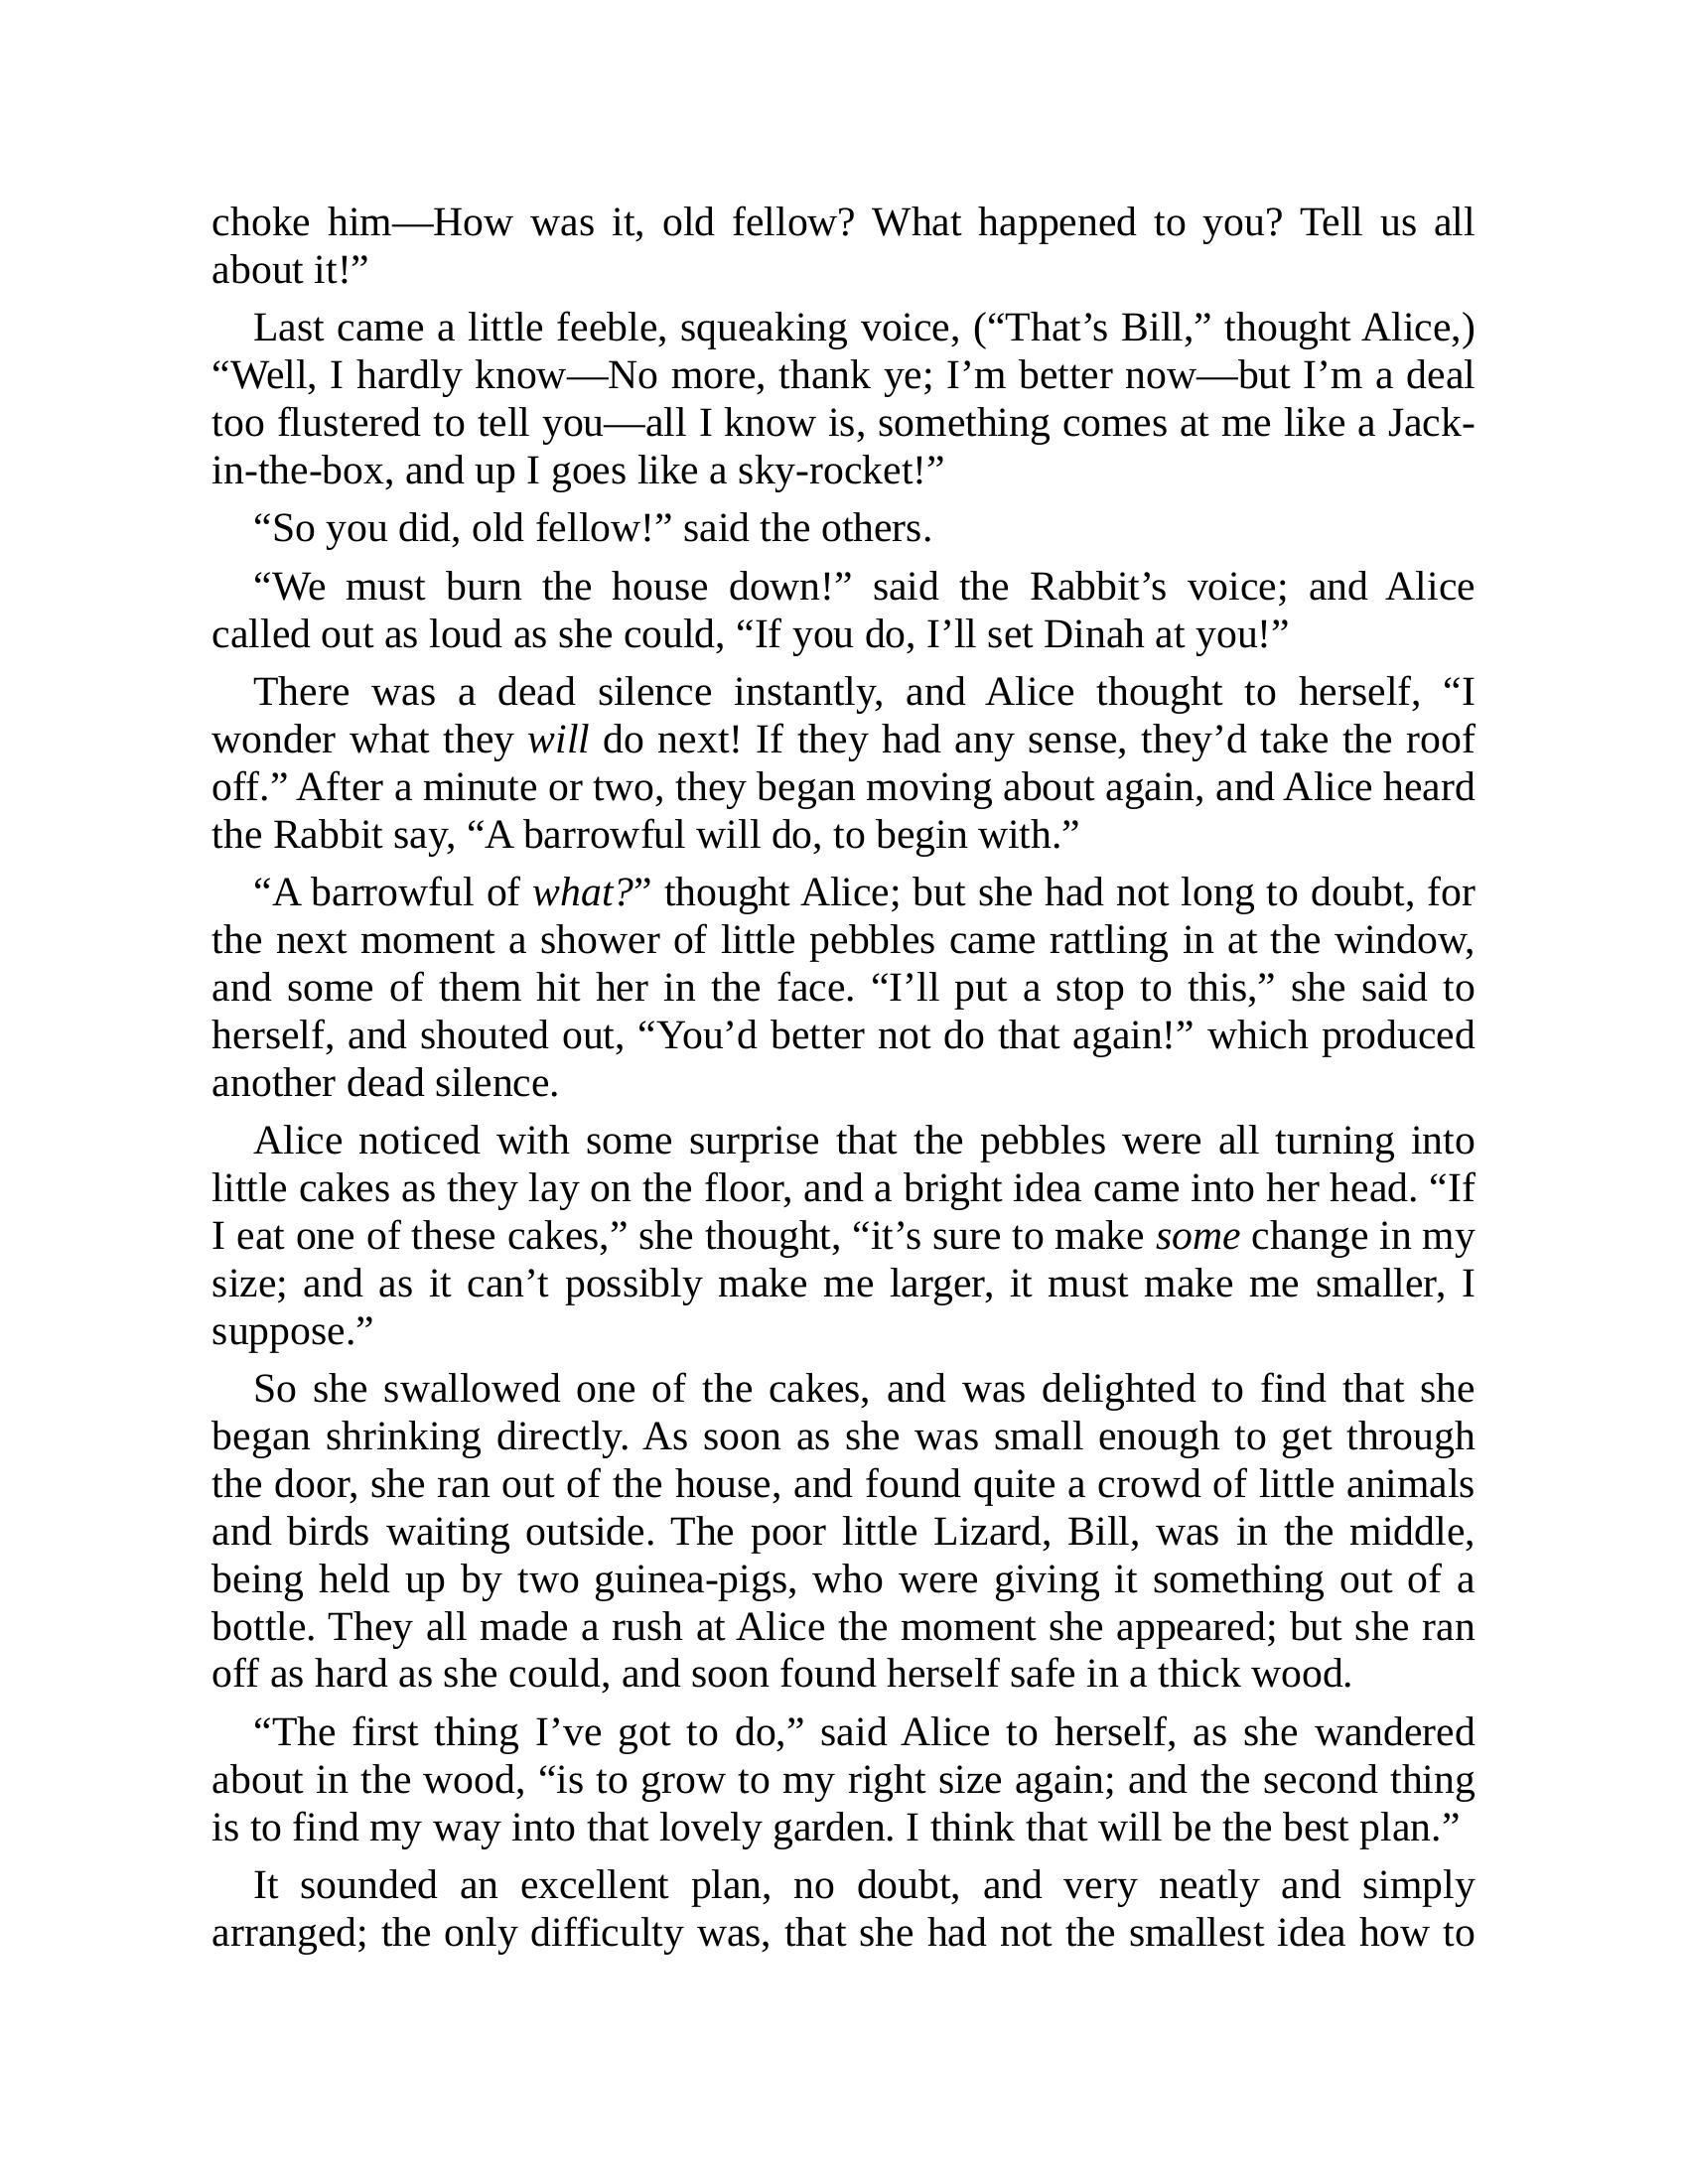 choke him—How was it, old fellow? What happened to you? Tell us all
about it!”
Last came a little feeble, squeaking voice, (“That’s Bill,” thought Alice,)
“Well, I hardly know—No more, thank ye; I’m better now—but I’m a deal
too flustered to tell you—all I know is, something comes at me like a Jack-
in-the-box, and up I goes like a sky-rocket!”
“So you did, old fellow!” said the others.
“We must burn the house down!” said the Rabbit’s voice; and Alice
called out as loud as she could, “If you do, I’ll set Dinah at you!”
There was a dead silence instantly, and Alice thought to herself, “I
wonder what they will do next! If they had any sense, they’d take the roof
off.” After a minute or two, they began moving about again, and Alice heard
the Rabbit say, “A barrowful will do, to begin with.”
“A barrowful of what?” thought Alice; but she had not long to doubt, for
the next moment a shower of little pebbles came rattling in at the window,
and some of them hit her in the face. “I’ll put a stop to this,” she said to
herself, and shouted out, “You’d better not do that again!” which produced
another dead silence.
Alice noticed with some surprise that the pebbles were all turning into
little cakes as they lay on the floor, and a bright idea came into her head. “If
I eat one of these cakes,” she thought, “it’s sure to make some change in my
size; and as it can’t possibly make me larger, it must make me smaller, I
suppose.”
So she swallowed one of the cakes, and was delighted to find that she
began shrinking directly. As soon as she was small enough to get through
the door, she ran out of the house, and found quite a crowd of little animals
and birds waiting outside. The poor little Lizard, Bill, was in the middle,
being held up by two guinea-pigs, who were giving it something out of a
bottle. They all made a rush at Alice the moment she appeared; but she ran
off as hard as she could, and soon found herself safe in a thick wood.
“The first thing I’ve got to do,” said Alice to herself, as she wandered
about in the wood, “is to grow to my right size again; and the second thing
is to find my way into that lovely garden. I think that will be the best plan.”
It sounded an excellent plan, no doubt, and very neatly and simply
arranged; the only difficulty was, that she had not the smallest idea how to